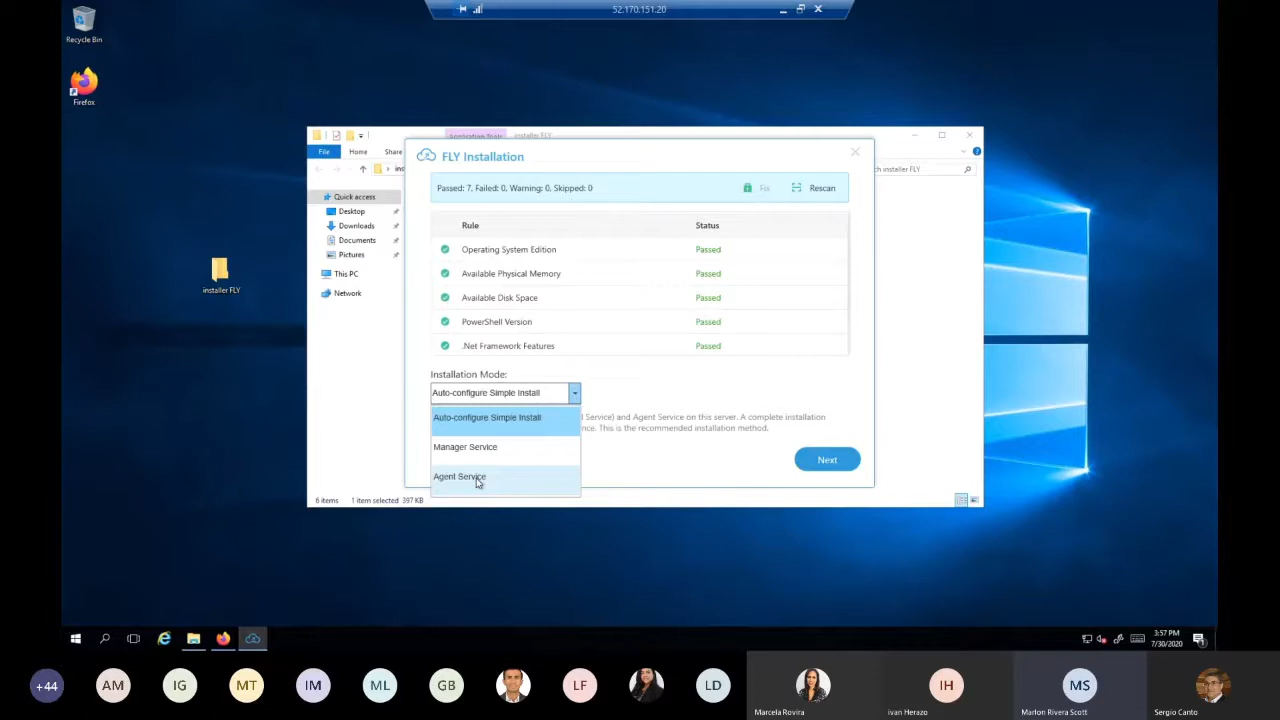 52.170.151.20
Recycle Bin
Firefox
Application Tools
installer FLY
File
Home
Share
FLY Installation
Passed: 7, Failed: 0, Warning: 0, Skipped: 0
Fix
Rescan
Quick access
Desktop
Downloads
Documents
Pictures
This PC
Network
installer FLY
Rule
Status
Operating System Edition
Passed
Available Physical Memory
Passed
Available Disk Space
Passed
PowerShell Version
Passed
.Net Framework Features
Passed
Installation Mode:
Auto-configure Simple Install
Auto-configure Simple Install
Service) and Agent Service on this server. A complete installation
This is the recommended installation method.
Manager Service
Agent Service
Next
6 items
1 item selected 397 KB
3:57 PM
7/30/2020
+44
AM
IG
MT
IM
ML
GB
LF
LD
Marcela Rovira
IH
ivan Herazo
MS
Marlon Rivera Scott
Sergio Canto